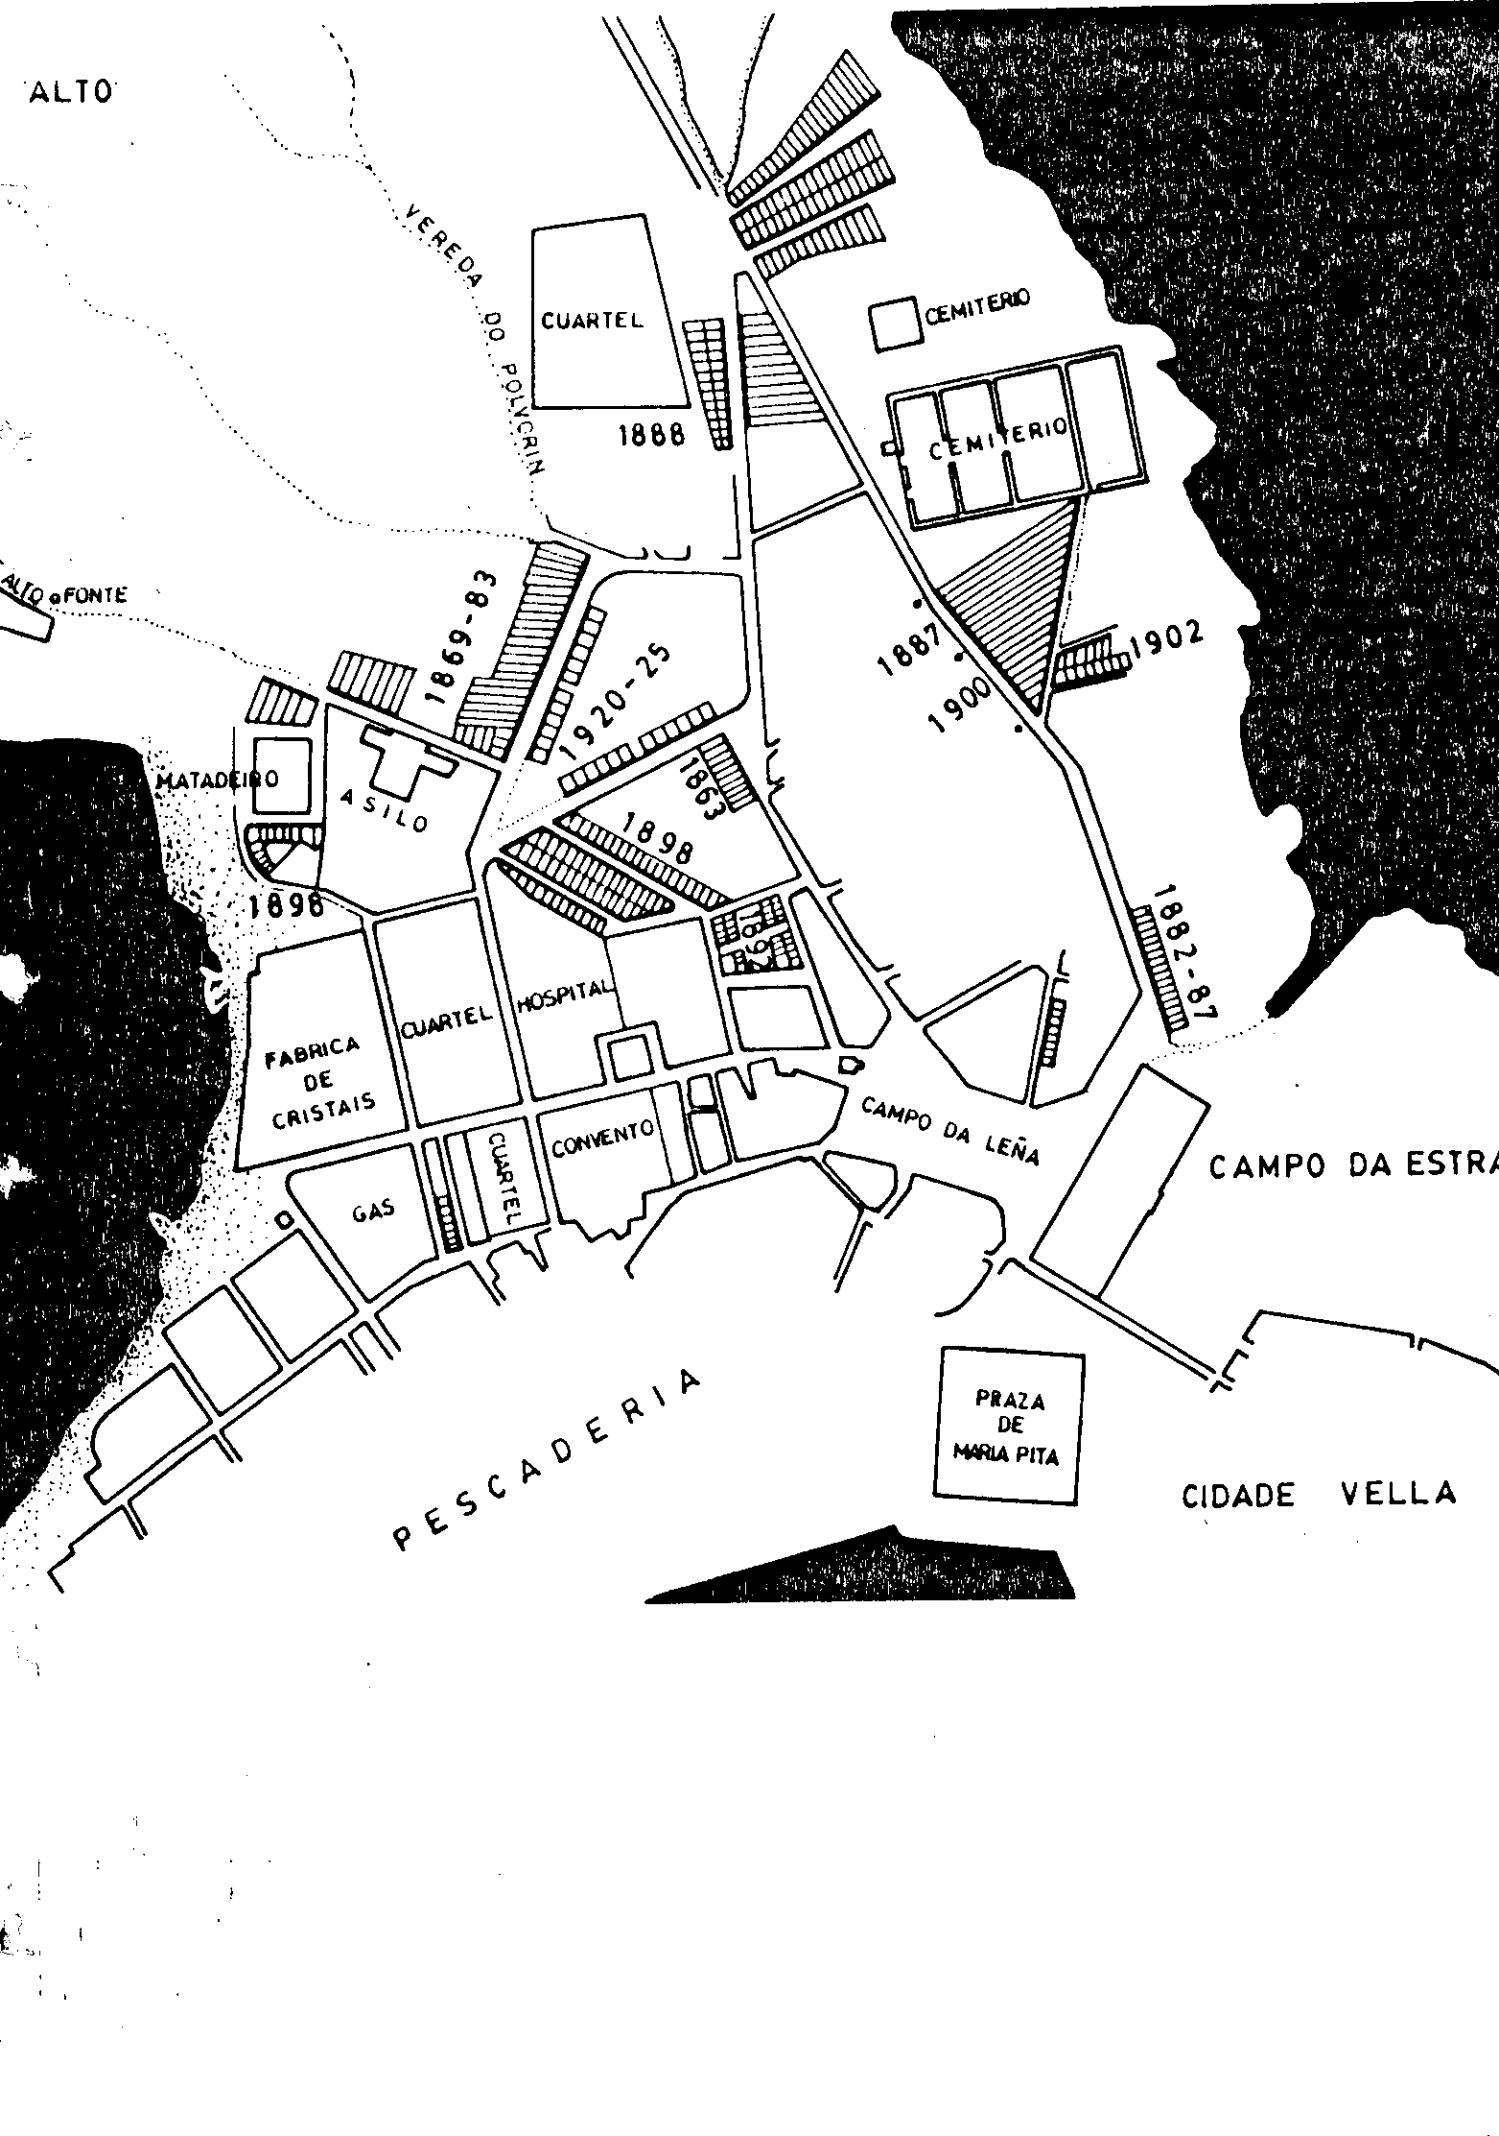 ALTO
VEREDA DO POLVORIN
CUARTEL
CEMITERIO
1888
CEMITERIO
ALTO
FONTE
1869-83
1920-25
1887
1902
1900
MATADEIRO
ASILO
1863
1898
1898
1892
1882-87
CUARTEL
HOSPITAL
FABRICA
DE
CRISTAIS
CUARTEL
CONVENTO
CAMPO DA LEÑA
CAMPO DA ESTRA
GAS
PESCADERIA
PRAZA
DE
MARIA PITA
CIDADE VELLA